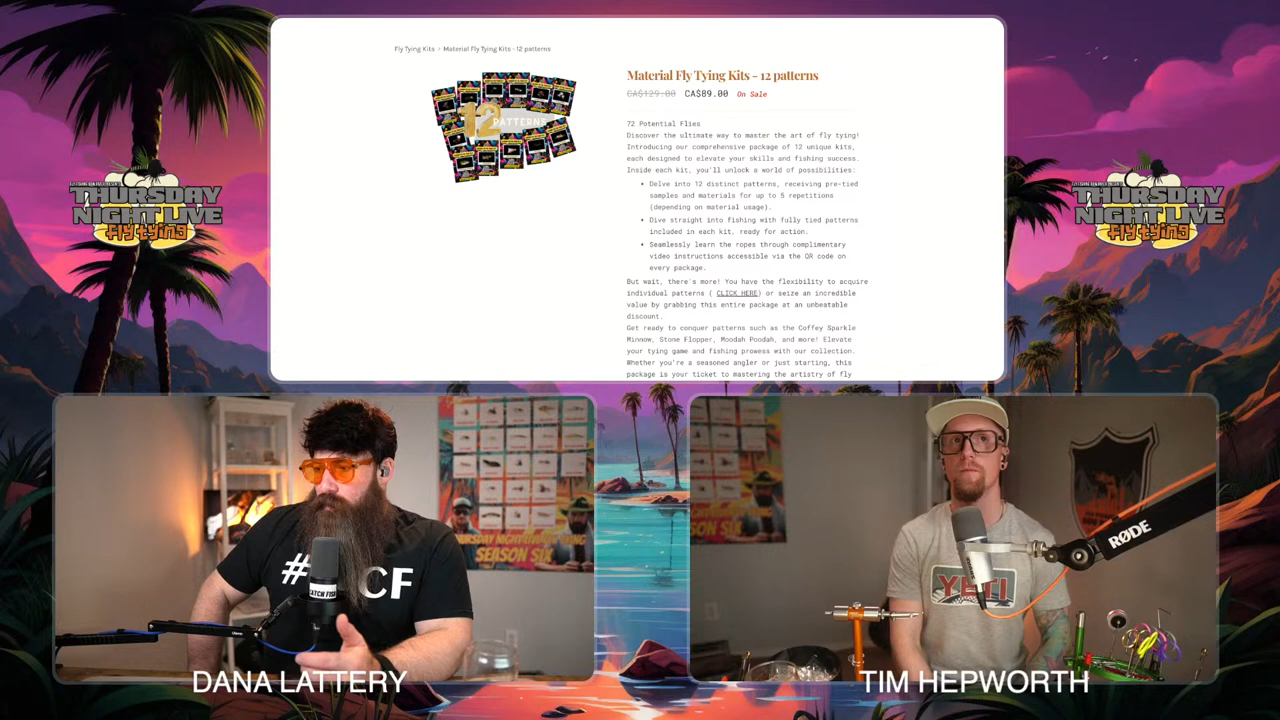 Fly Tying Kits > Material Fly Tying Kits - 12 patterns
12 PATTERNS
Material Fly Tying Kits - 12 patterns
CA$129.00 CA$89.00 On Sale
72 Potential Flies
Discover the ultimate way to master the art of fly tying!
Introducing our comprehensive package of 12 unique kits,
each designed to elevate your skills and fishing success.
Inside each kit, you'll unlock a world of possibilities:
• Delve into 12 distinct patterns, receiving pre-tied
samples and materials for up to 5 repetitions
(depending on material usage).
• Dive straight into fishing with fully tied patterns
included in each kit, ready for action.
• Seamlessly learn the ropes through complimentary
video instructions accessible via the QR code on
every package.
But wait, there's more! You have the flexibility to acquire
individual patterns ( CLICK HERE) or seize an incredible
value by grabbing this entire package at an unbeatable
discount.
Get ready to conquer patterns such as the Coffey Sparkle
Minnow, Stone Flopper, Moodah Poodah, and more! Elevate
your tying game and fishing prowess with our collection.
Whether you're a seasoned angler or just starting, this
package is your ticket to mastering the artistry of fly
THURSDAY
NIGHT LIVE
fly tying
THURSDAY
NIGHT LIVE
fly tying
THURSDAY NIGHT LIVE FLY TYING
SEASON SIX
# CF
CATCH FISH
RØDE
YETI
DANA LATTERY
TIM HEPWORTH